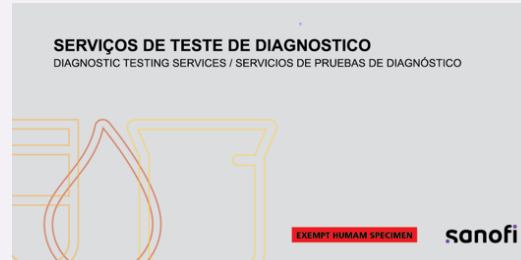 SERVIÇOS DE TESTE DE DIAGNOSTICO
DIAGNOSTIC TESTING SERVICES / SERVICIOS DE PRUEBAS DE DIAGNÓSTICO
EXEMPT HUMAM SPECIMEN
sanofi